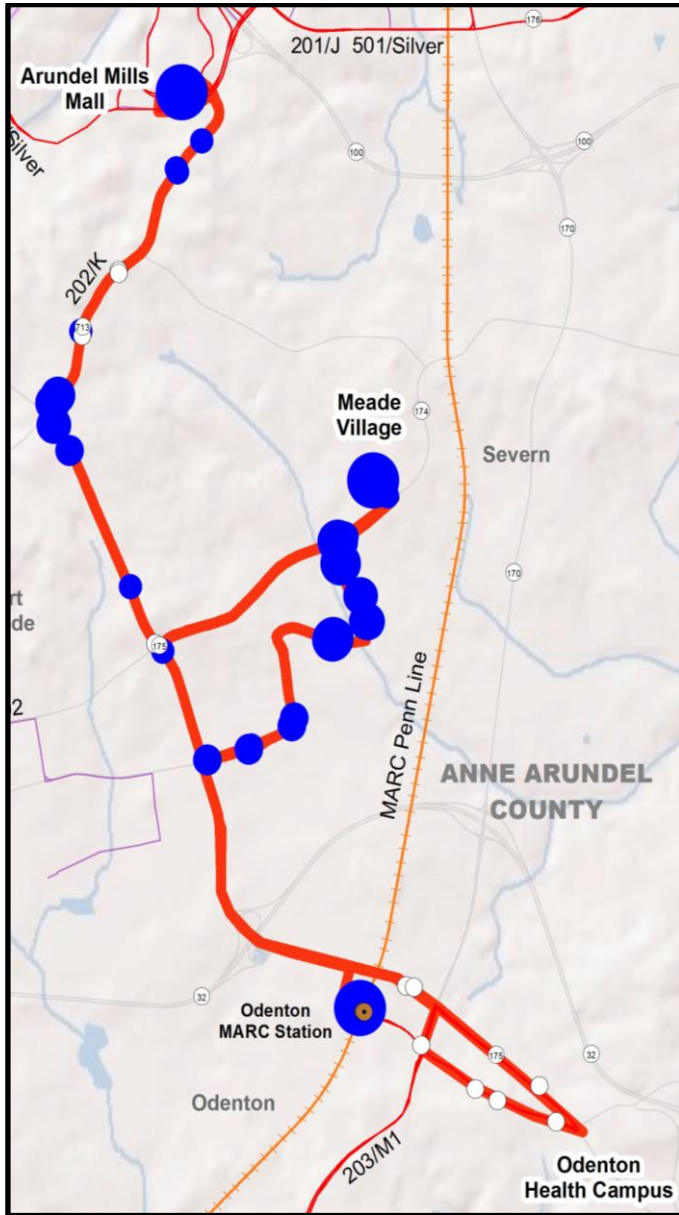 176
201/J 501/Silver
Arundel Mills
Mall
/Silver
100
100
170
202/K
713
Meade
Village
174
Severn
170
rt
de
175
2
MARC Penn Line
ANNE ARUNDEL
COUNTY
32
Odenton
MARC Station
175
32
Odenton
203/M1
Odenton
Health Campus